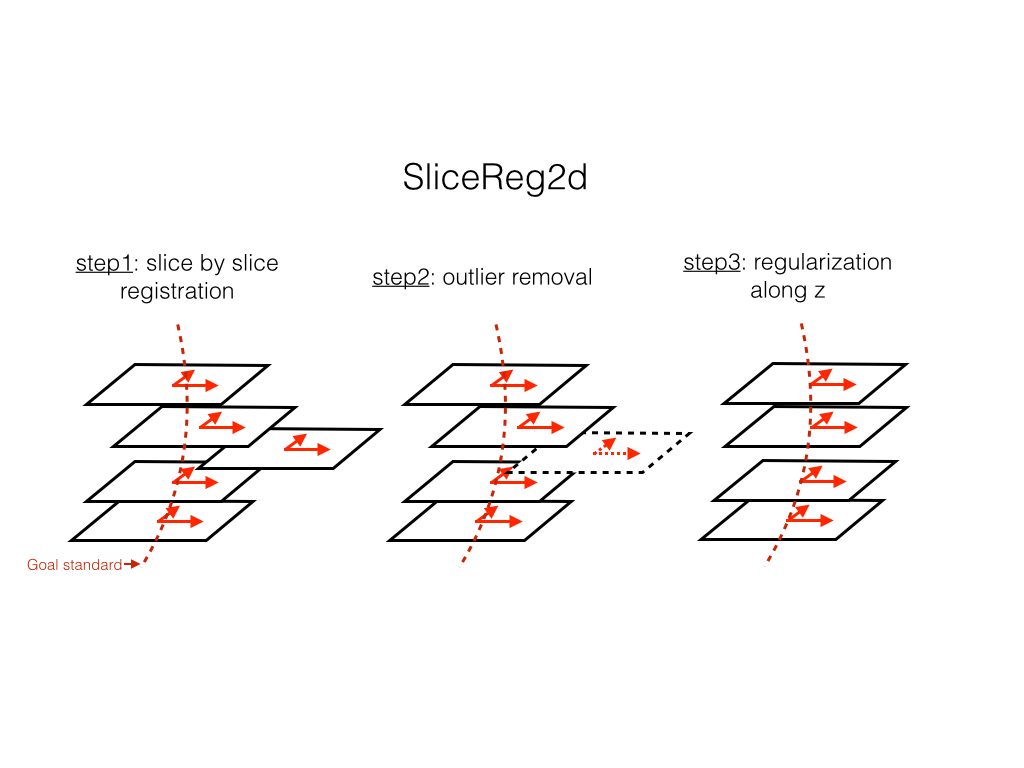 SliceReg2d
step1: slice by slice
registration
step2: outlier removal
step3: regularization
along z
Goal standard